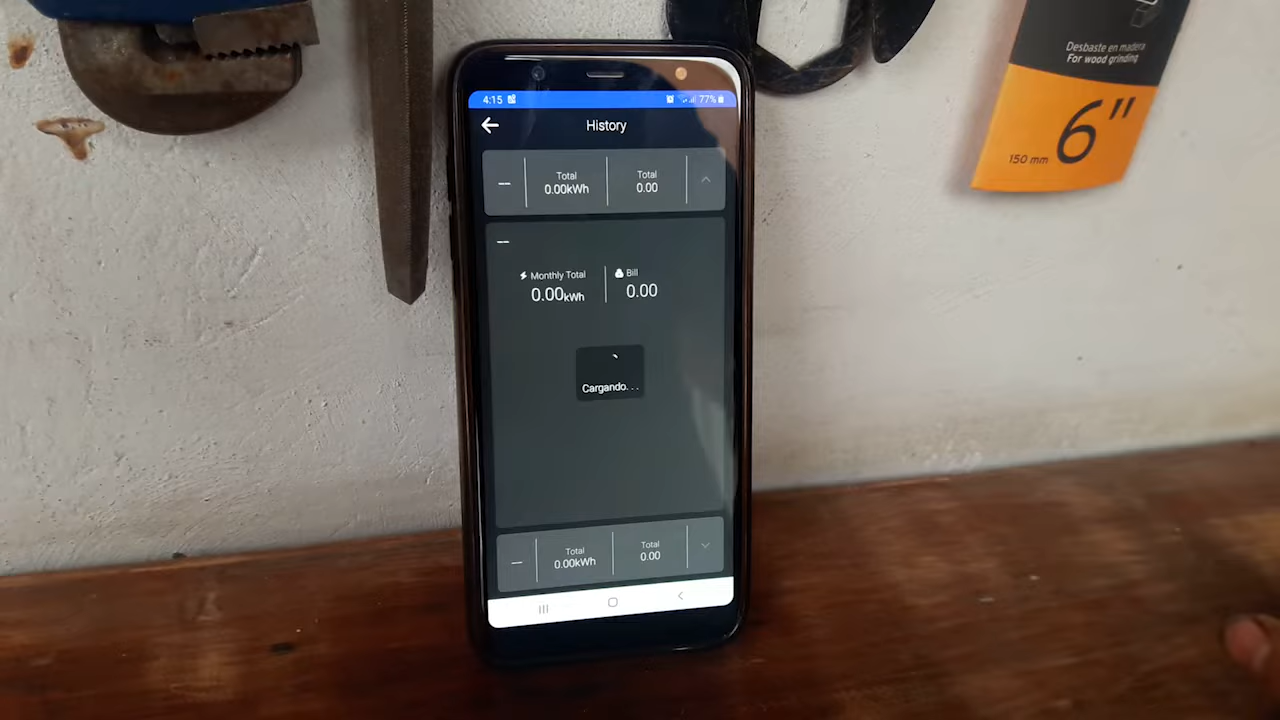 4:15
77%
History
Total
0.00kWh
Total
0.00
Monthly Total
0.00kWh
Bill
0.00
Cargando...
Total
0.00kWh
Total
0.00
Desbaste en madera
For wood grinding
6"
150 mm